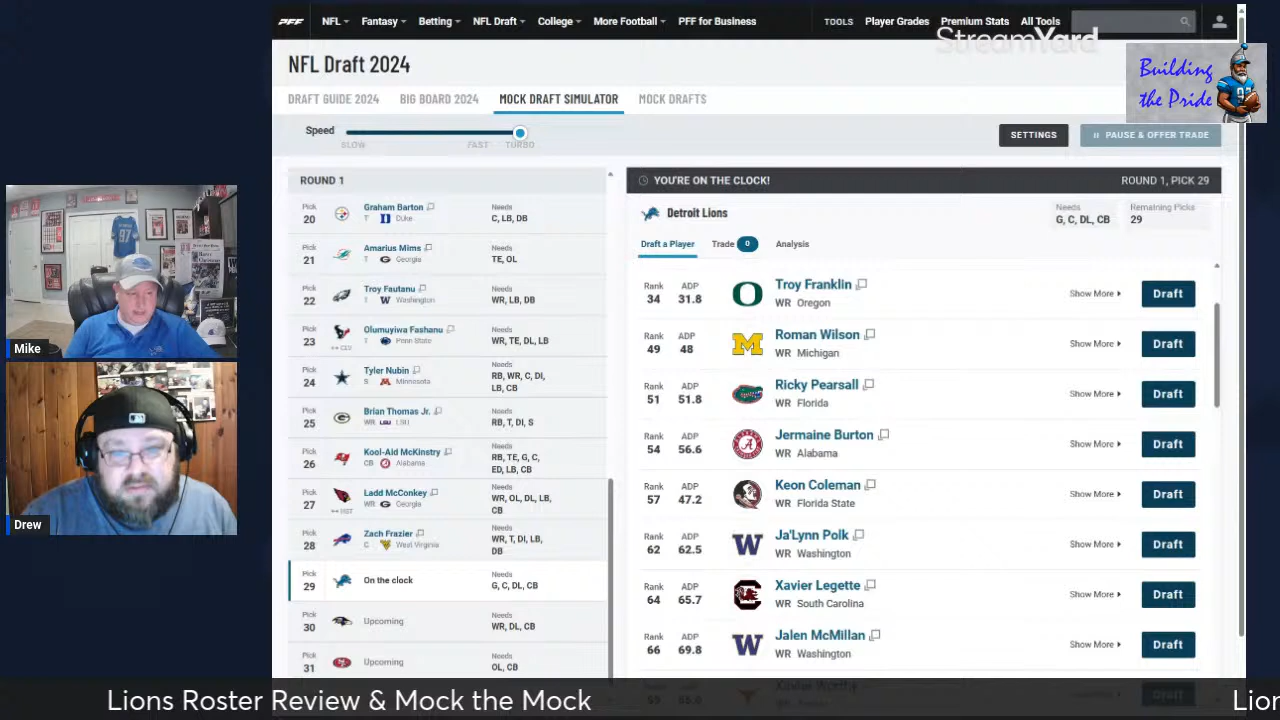 PFF NFL Fantasy Betting NFL Draft College More Football PFF for Business TOOLS Player Grades Premium Stats All Tools
StreamYard
NFL Draft 2024
Building
the Pride
DRAFT GUIDE 2024 BIG BOARD 2024 MOCK DRAFT SIMULATOR MOCK DRAFTS
Speed
SLOW FAST TURBO
SETTINGS
PAUSE & OFFER TRADE
ROUND 1
Pick 20 Graham Barton T Duke Needs C, LB, DB
Pick 21 Amarius Mims T Georgia Needs TE, OL
Pick 22 Troy Fautanu T Washington Needs WR, LB, DB
Pick 23 Olumuyiwa Fashanu T Penn State Needs WR, TE, DL, LB
Pick 24 Tyler Nubin S Minnesota Needs RB, WR, C, DI, LB, CB
Pick 25 Brian Thomas Jr. WR LSU Needs RB, T, DI, S
Pick 26 Kool-Aid McKinstry CB Alabama Needs RB, TE, G, C, ED, LB, CB
Pick 27 Ladd McConkey WR Georgia Needs WR, OL, DL, LB, CB
Pick 28 Zach Frazier C West Virginia Needs WR, T, DI, LB, DB
Pick 29 On the clock Needs G, C, DL, CB
Pick 30 Upcoming Needs WR, DL, CB
Pick 31 Upcoming Needs OL, CB
YOU'RE ON THE CLOCK! ROUND 1, PICK 29
Detroit Lions
Needs G, C, DL, CB
Remaining Picks 29
Draft a Player Trade 0 Analysis
Rank 34 ADP 31.8 Troy Franklin WR Oregon Show More Draft
Rank 49 ADP 48 Roman Wilson WR Michigan Show More Draft
Rank 51 ADP 51.8 Ricky Pearsall WR Florida Show More Draft
Rank 54 ADP 56.6 Jermaine Burton WR Alabama Show More Draft
Rank 57 ADP 47.2 Keon Coleman WR Florida State Show More Draft
Rank 62 ADP 62.5 Ja'Lynn Polk WR Washington Show More Draft
Rank 64 ADP 65.7 Xavier Legette WR South Carolina Show More Draft
Rank 66 ADP 69.8 Jalen McMillan WR Washington Show More Draft
Mike
Drew
97
Lions Roster Review & Mock the Mock
Lion